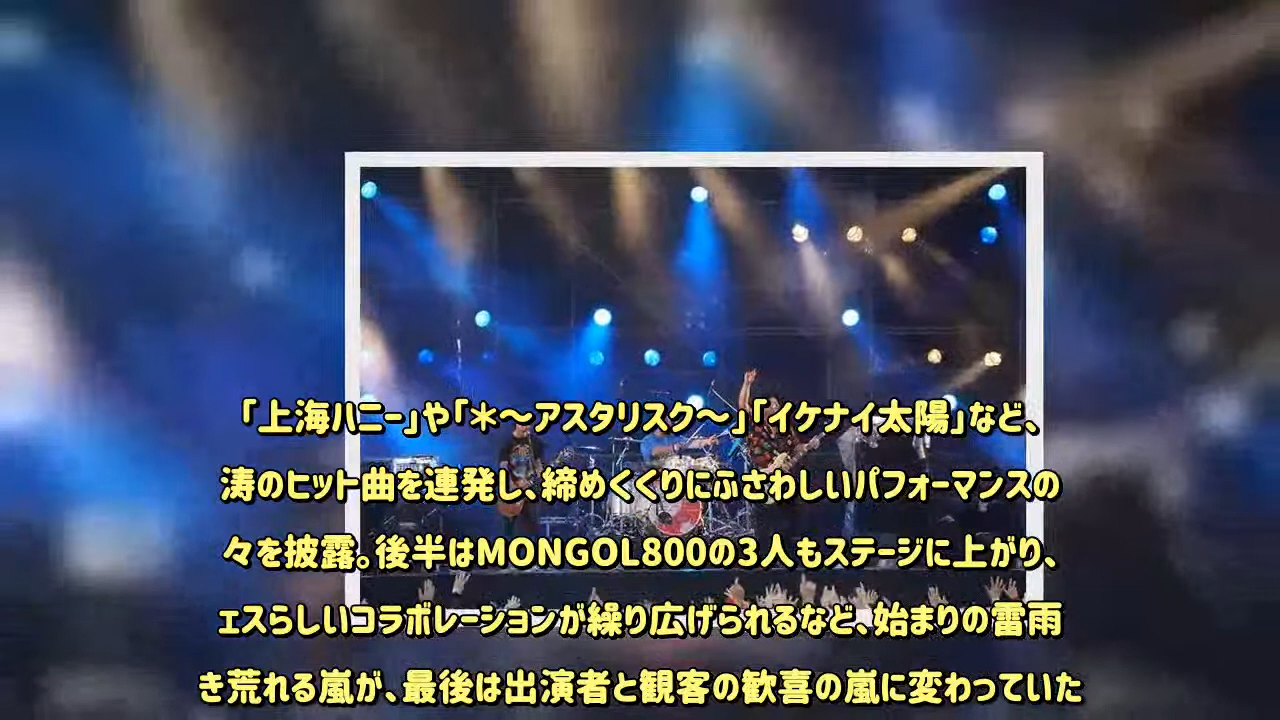 「上海ハニー」や「＊～アスタリスク～」「イケナイ太陽」など、
涛のヒット曲を連発し、締めくくりにふさわしいパフォーマンスの
々を披露。後半はMONGOL800の3人もステージに上がり、
ェスらしいコラボレーションが繰り広げられるなど、始まりの雷雨
き荒れる嵐が、最後は出演者と観客の歓喜の嵐に変わっていた